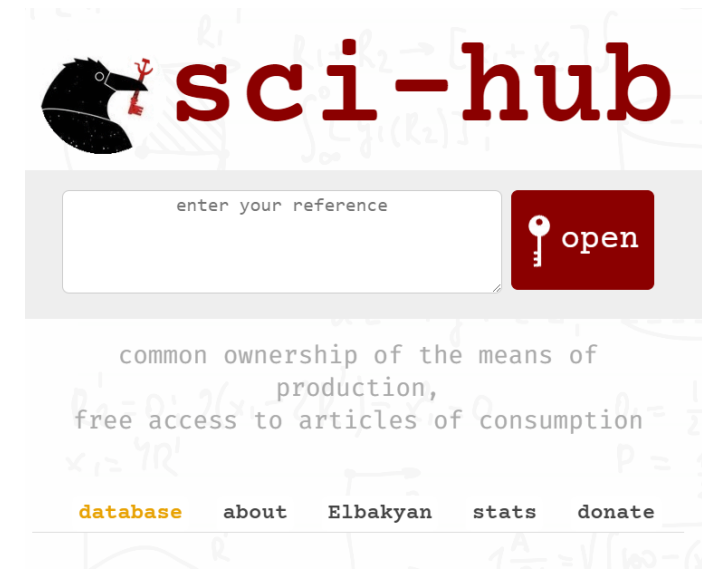 sci-hub
enter your reference
open
common ownership of the means of
production,
free access to articles of consumption
database about Elbakyan stats donate